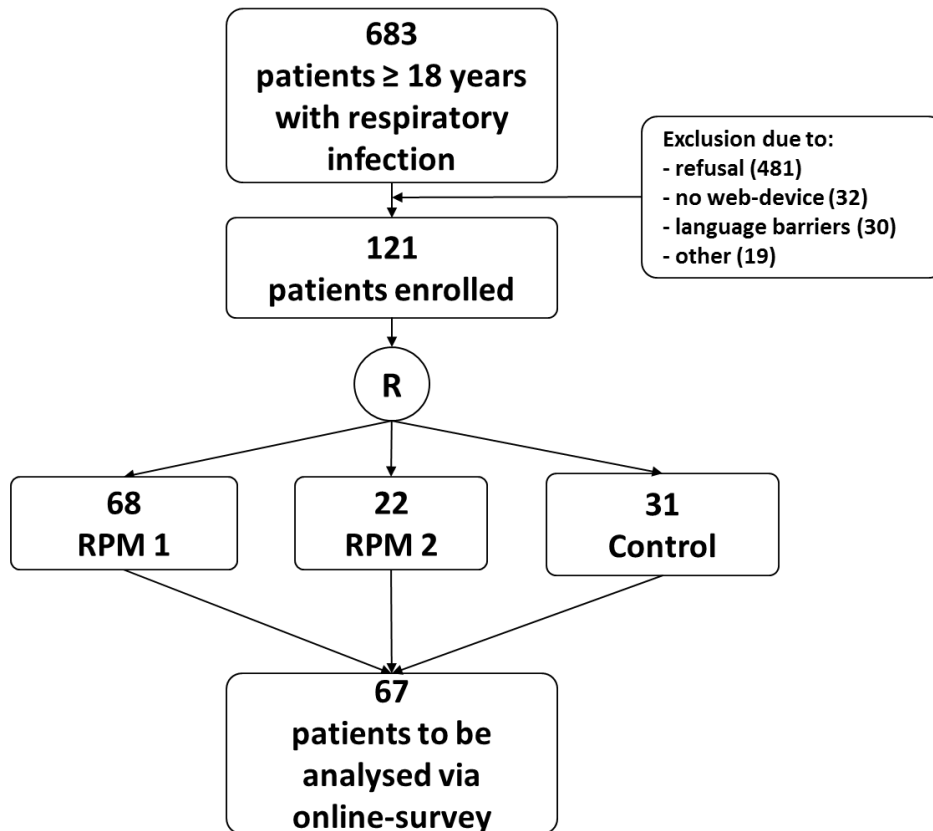 683
patients ≥ 18 years
with respiratory
infection
Exclusion due to:
- refusal (481)
- no web-device (32)
- language barriers (30)
- other (19)
121
patients enrolled
R
68
RPM 1
22
RPM 2
31
Control
67
patients to be
analysed via
online-survey